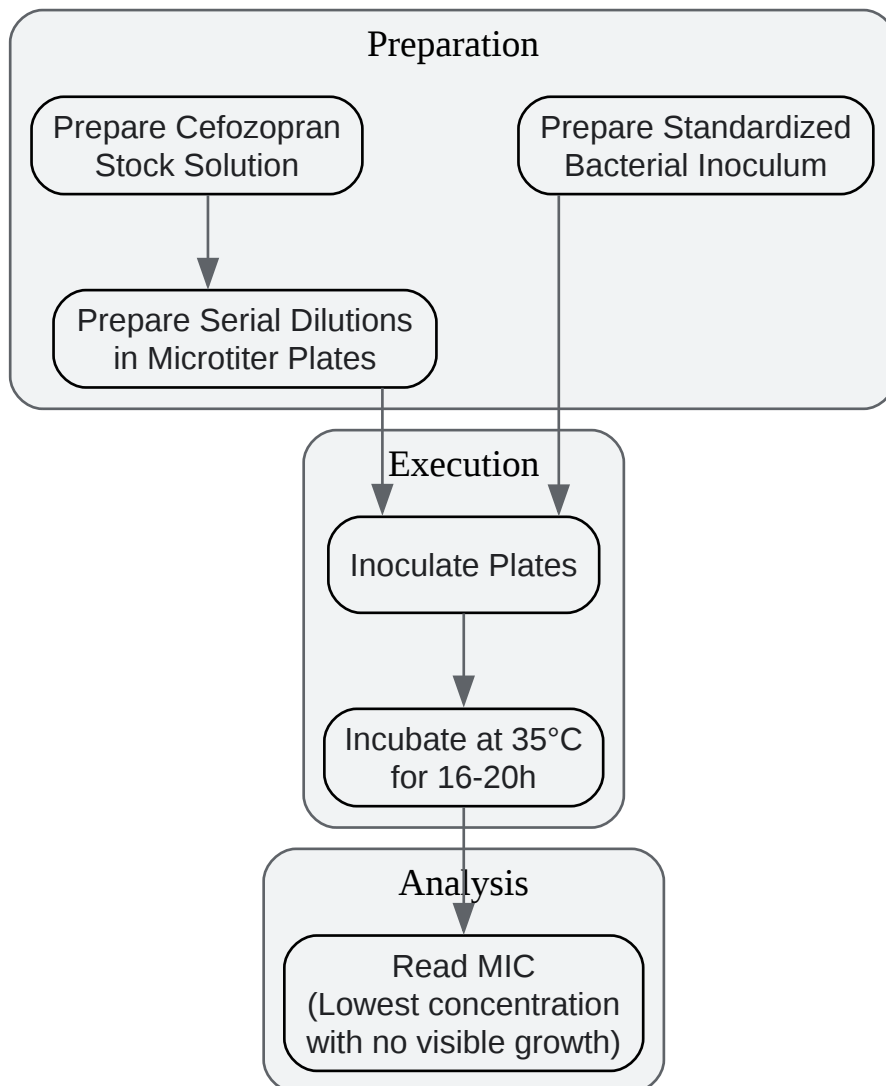 Preparation
Prepare Cefozopran
Stock Solution
Prepare Standardized
Bacterial Inoculum
Prepare Serial Dilutions
in Microtiter Plates
Execution
Inoculate Plates
Incubate at 35°C
for 16-20h
Analysis
Read MIC
(Lowest concentration
with no visible growth)